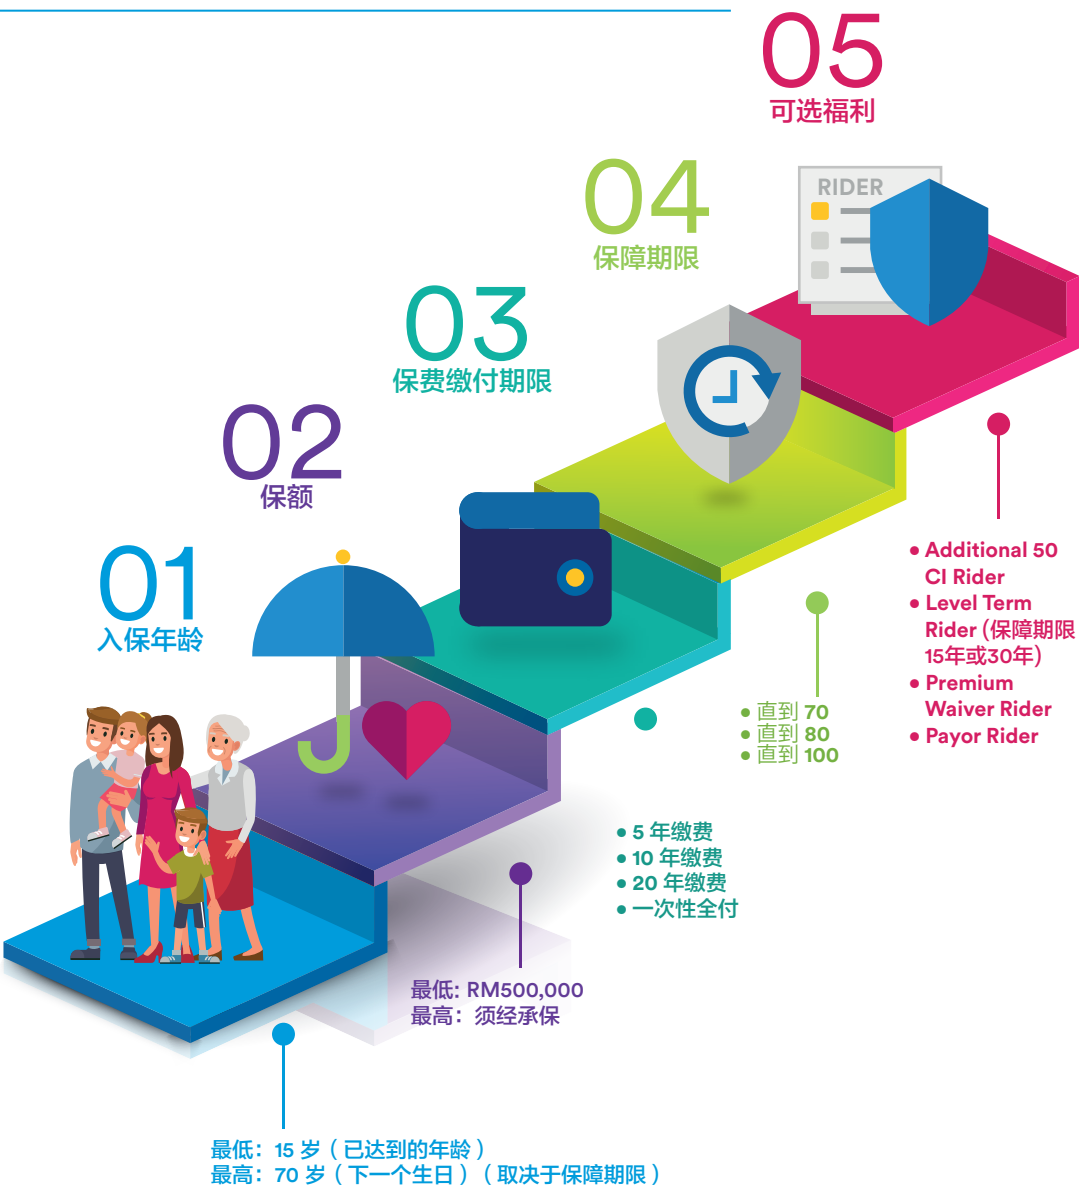 05
可选福利
RIDER
04
保障期限
03
保费缴付期限
02
保额
01
入保年龄
• Additional 50
CI Rider
• Level Term
Rider (保障期限
15年或30年)
• Premium
Waiver Rider
• Payor Rider
• 直到 70
• 直到 80
• 直到 100
• 5 年缴费
• 10 年缴费
• 20 年缴费
• 一次性全付
最低: RM500,000
最高：须经承保
最低：15 岁（已达到的年龄）
最高：70 岁（下一个生日）（取决于保障期限）